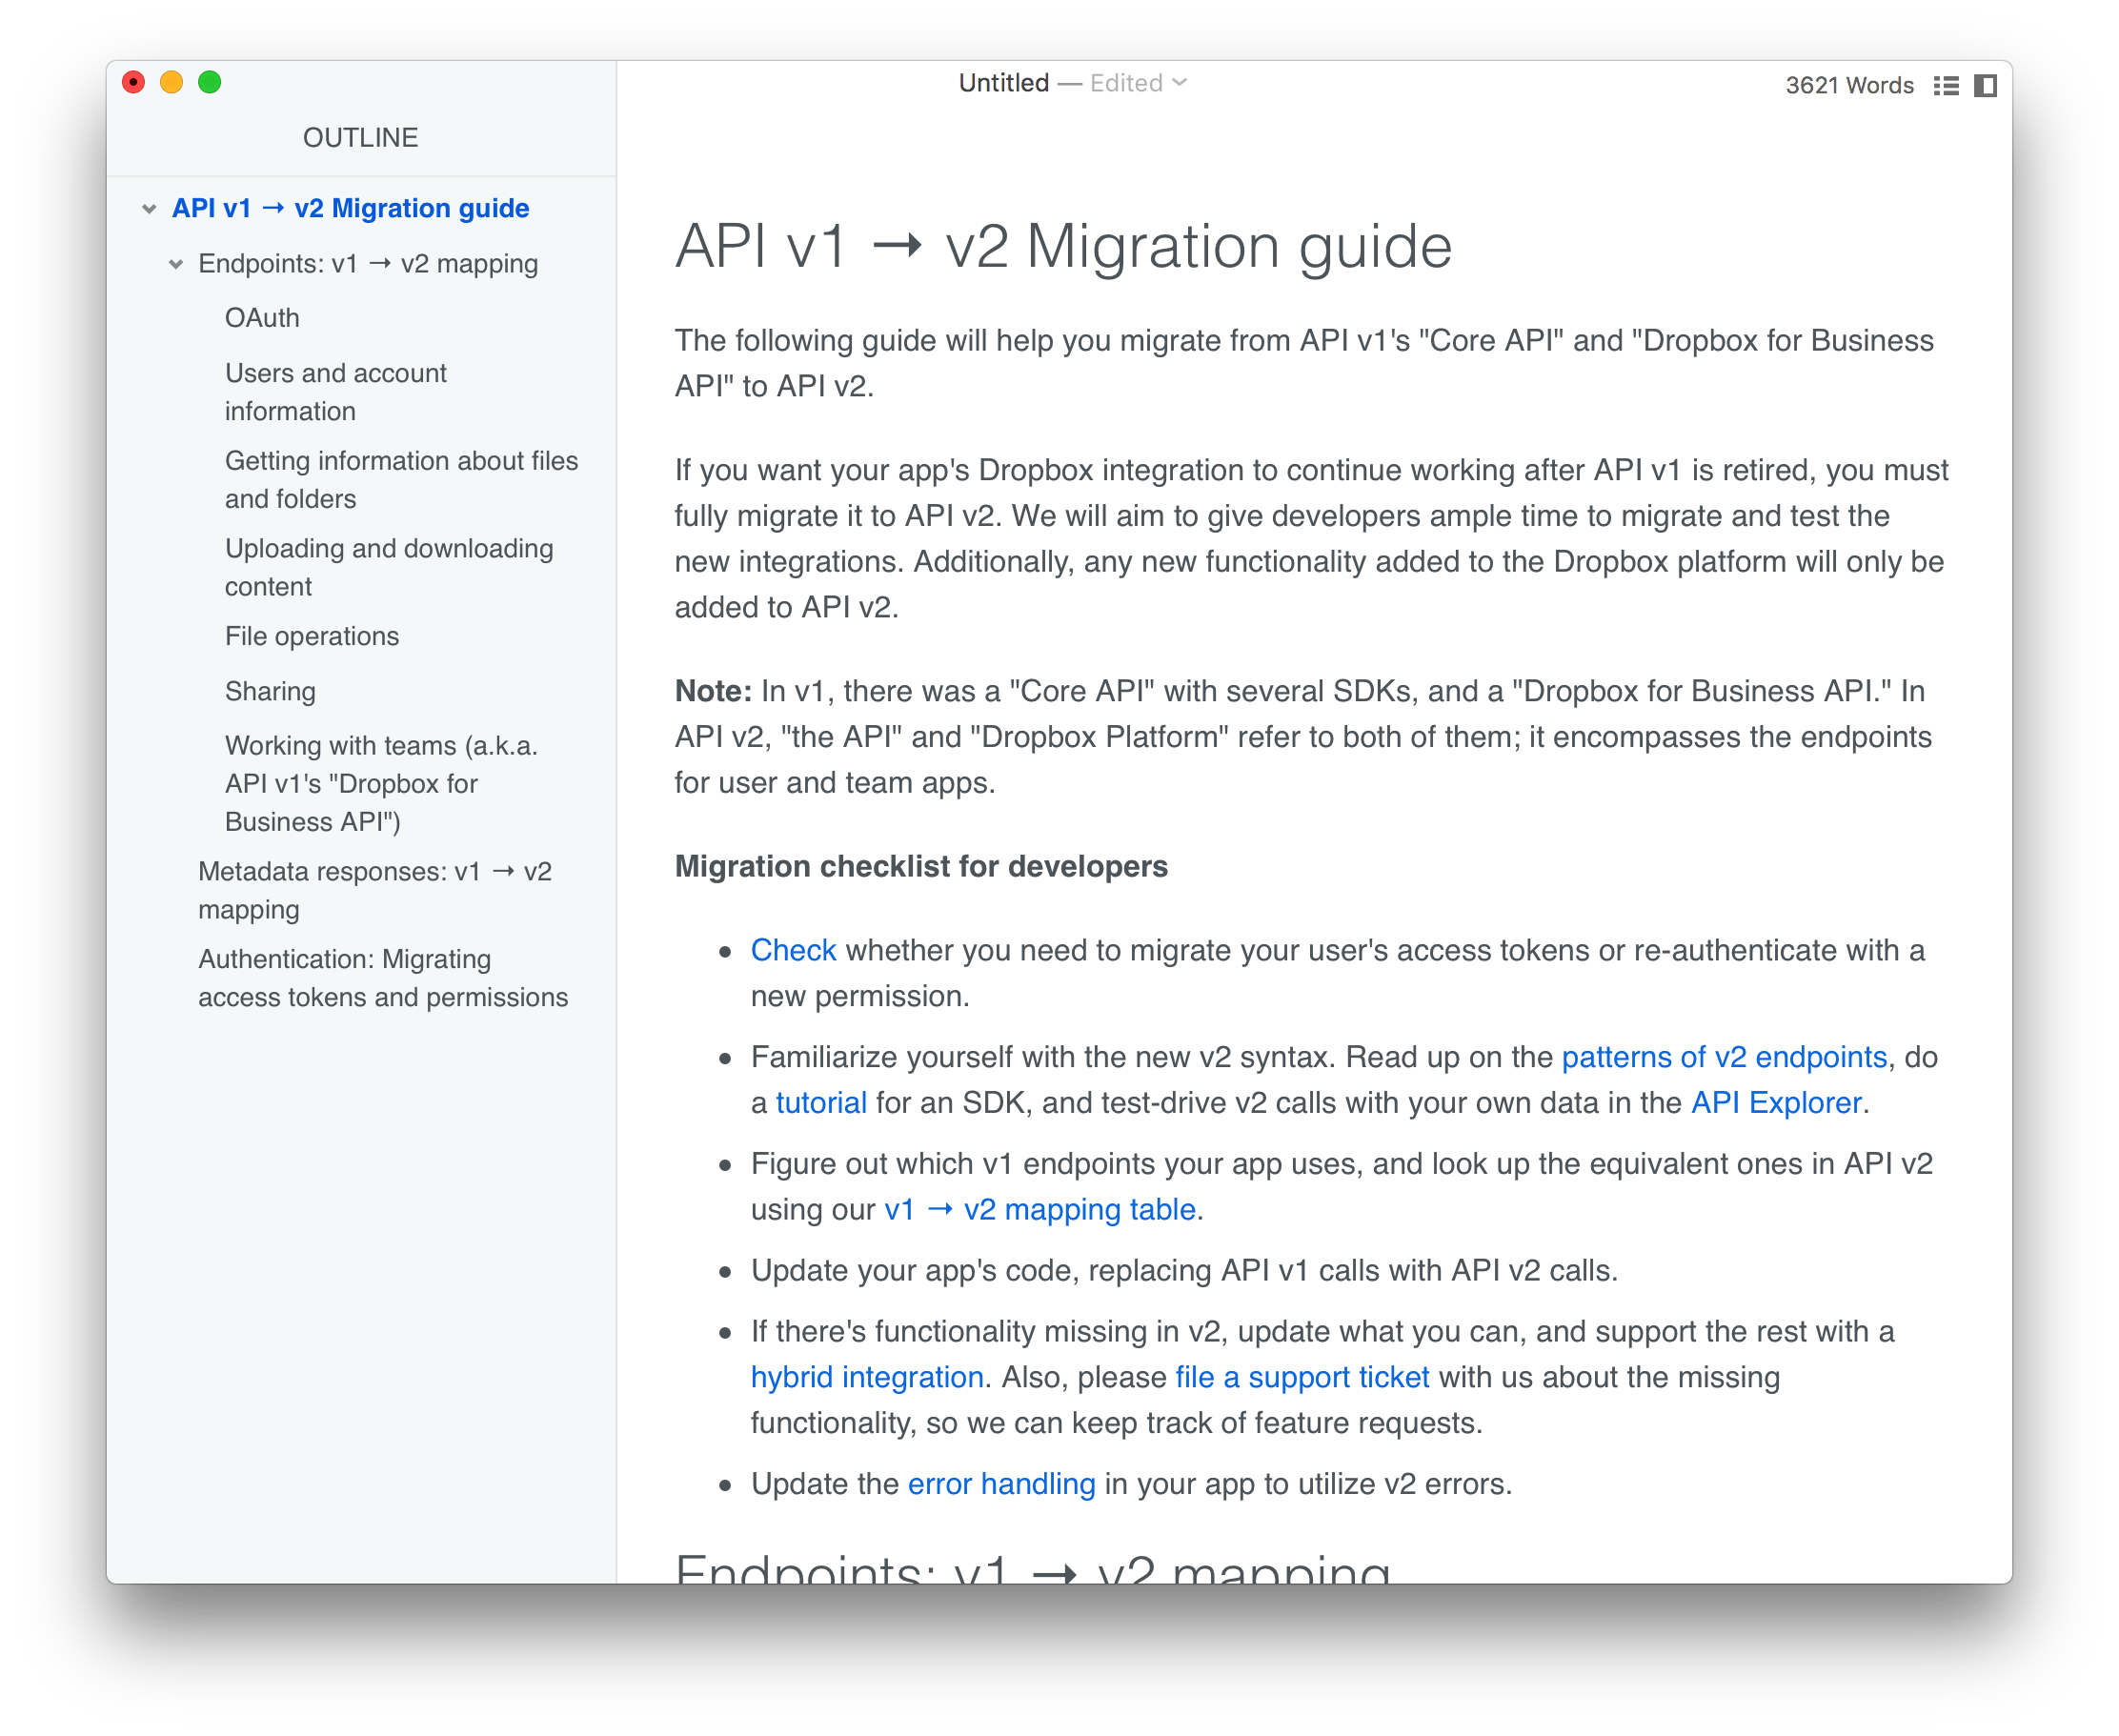 Untitled — Edited
3621 Words
OUTLINE
API v1 → v2 Migration guide
Endpoints: v1 → v2 mapping
OAuth
Users and account
information
Getting information about files
and folders
Uploading and downloading
content
File operations
Sharing
Working with teams (a.k.a.
API v1's "Dropbox for
Business API")
Metadata responses: v1 → v2
mapping
Authentication: Migrating
access tokens and permissions
API v1 → v2 Migration guide
The following guide will help you migrate from API v1's "Core API" and "Dropbox for Business
API" to API v2.
If you want your app's Dropbox integration to continue working after API v1 is retired, you must
fully migrate it to API v2. We will aim to give developers ample time to migrate and test the
new integrations. Additionally, any new functionality added to the Dropbox platform will only be
added to API v2.
Note: In v1, there was a "Core API" with several SDKs, and a "Dropbox for Business API." In
API v2, "the API" and "Dropbox Platform" refer to both of them; it encompasses the endpoints
for user and team apps.
Migration checklist for developers
• Check whether you need to migrate your user's access tokens or re-authenticate with a
new permission.
• Familiarize yourself with the new v2 syntax. Read up on the patterns of v2 endpoints, do
a tutorial for an SDK, and test-drive v2 calls with your own data in the API Explorer.
• Figure out which v1 endpoints your app uses, and look up the equivalent ones in API v2
using our v1 → v2 mapping table.
• Update your app's code, replacing API v1 calls with API v2 calls.
• If there's functionality missing in v2, update what you can, and support the rest with a
hybrid integration. Also, please file a support ticket with us about the missing
functionality, so we can keep track of feature requests.
• Update the error handling in your app to utilize v2 errors.
Endpoints: v1 → v2 mapping